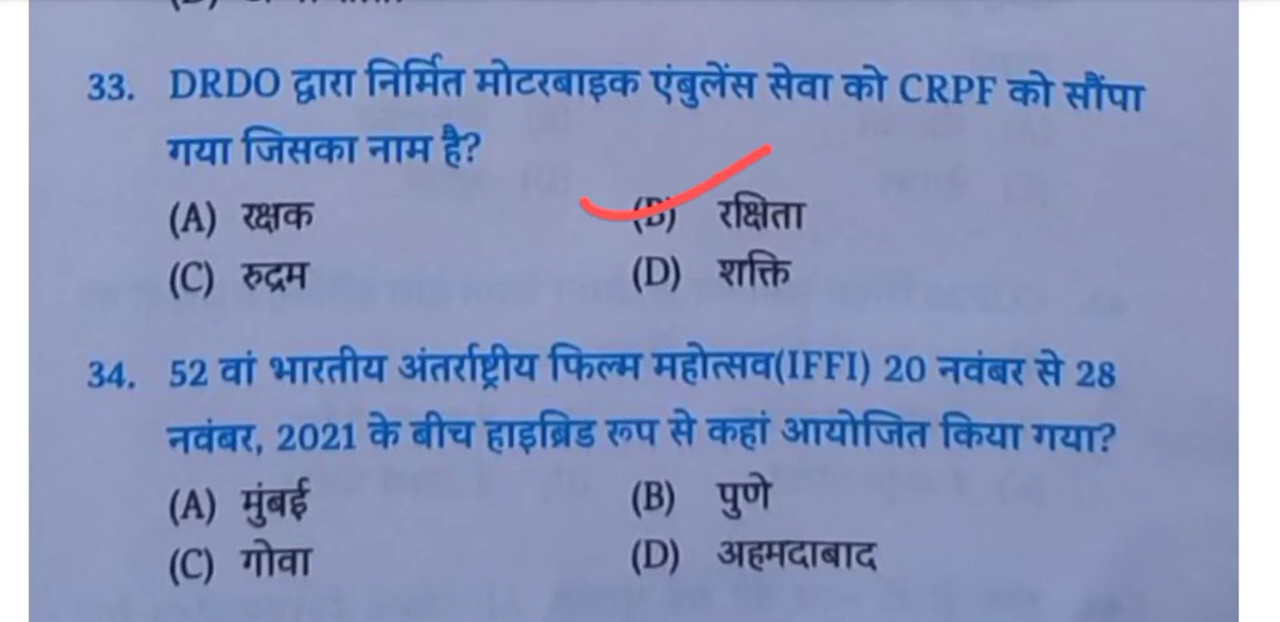 33. DRDO द्वारा निर्मित मोटरबाइक एंबुलेंस सेवा को CRPF को सौंपा
गया जिसका नाम है?
(A) रक्षक (B) रक्षिता
(C) रुद्रम (D) शक्ति
34. 52 वां भारतीय अंतर्राष्ट्रीय फिल्म महोत्सव(IFFI) 20 नवंबर से 28
नवंबर, 2021 के बीच हाइब्रिड रूप से कहां आयोजित किया गया?
(A) मुंबई (B) पुणे
(C) गोवा (D) अहमदाबाद